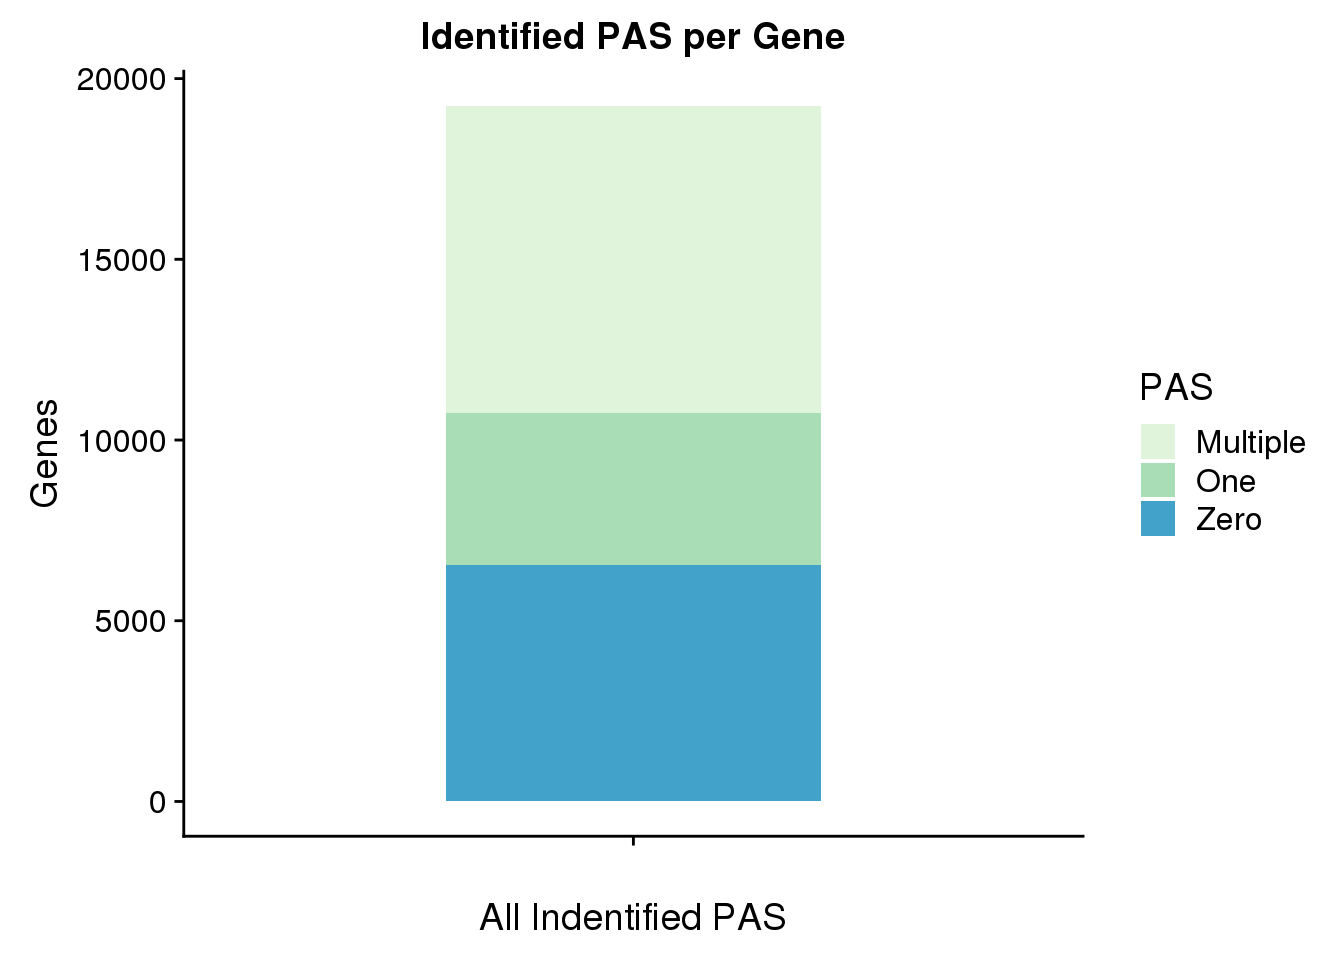 Identified PAS per Gene
20000
15000
10000
5000
0
Genes
All Indentified PAS
PAS
Multiple
One
Zero